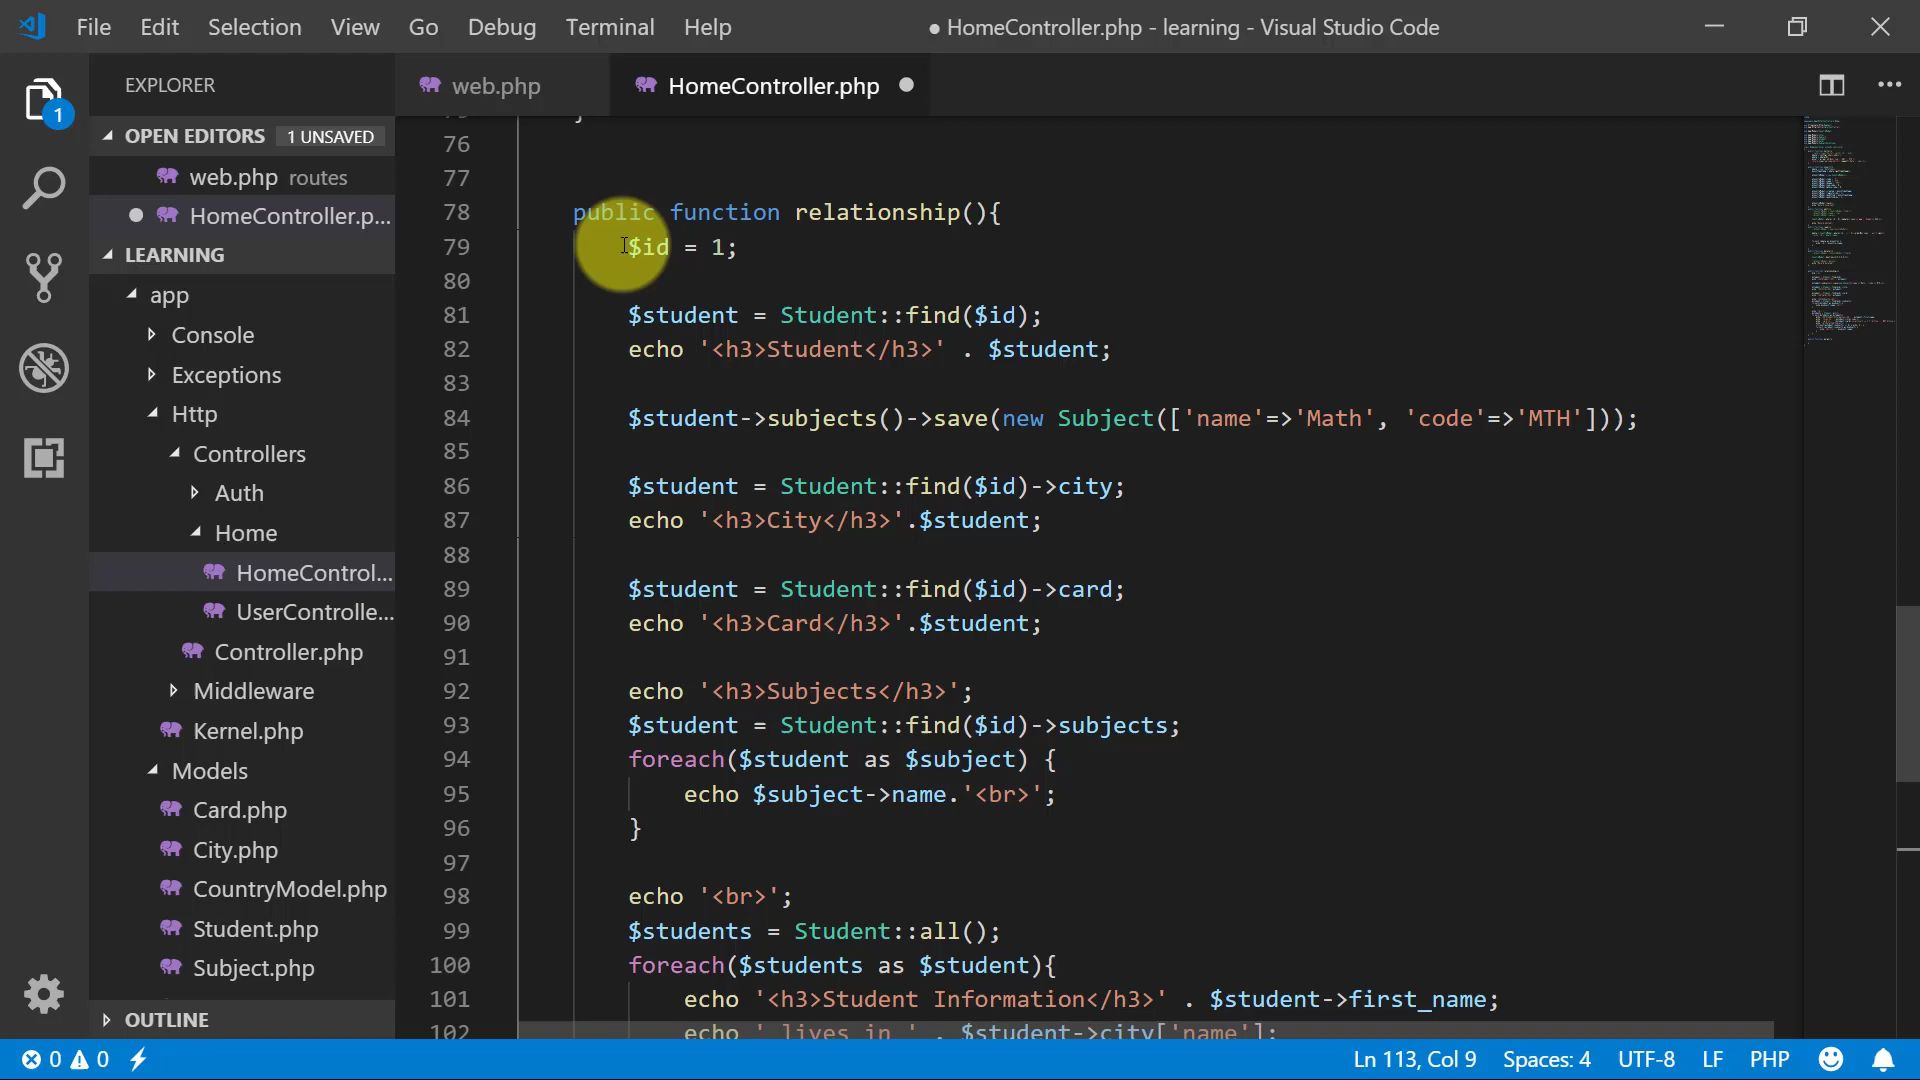 File Edit Selection View Go Debug Terminal Help
● HomeController.php - learning - Visual Studio Code
1
EXPLORER
OPEN EDITORS 1 UNSAVED
web.php routes
HomeController.p...
LEARNING
app
Console
Exceptions
Http
Controllers
Auth
Home
HomeControl...
UserControlle...
Controller.php
Middleware
Kernel.php
Models
Card.php
City.php
CountryModel.php
Student.php
Subject.php
OUTLINE
web.php HomeController.php
76
77
78 public function relationship(){
79 $id = 1;
80
81 $student = Student::find($id);
82 echo '<h3>Student</h3>' . $student;
83
84 $student->subjects()->save(new Subject(['name'=>'Math', 'code'=>'MTH']));
85
86 $student = Student::find($id)->city;
87 echo '<h3>City</h3>'.$student;
88
89 $student = Student::find($id)->card;
90 echo '<h3>Card</h3>'.$student;
91
92 echo '<h3>Subjects</h3>';
93 $student = Student::find($id)->subjects;
94 foreach($student as $subject) {
95 echo $subject->name.'<br>';
96 }
97
98 echo '<br>';
99 $students = Student::all();
100 foreach($students as $student){
101 echo '<h3>Student Information</h3>' . $student->first_name;
102 echo ' lives in ' . $student->city['name'];
0 0
Ln 113, Col 9 Spaces: 4 UTF-8 LF PHP